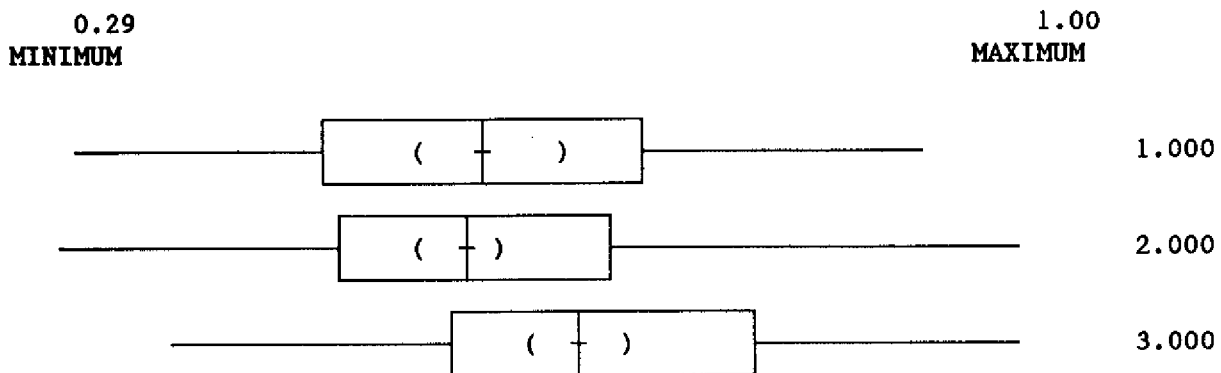 0.29 1.00
MINIMUM MAXIMUM
( + ) 1.000
( + ) 2.000
( + ) 3.000